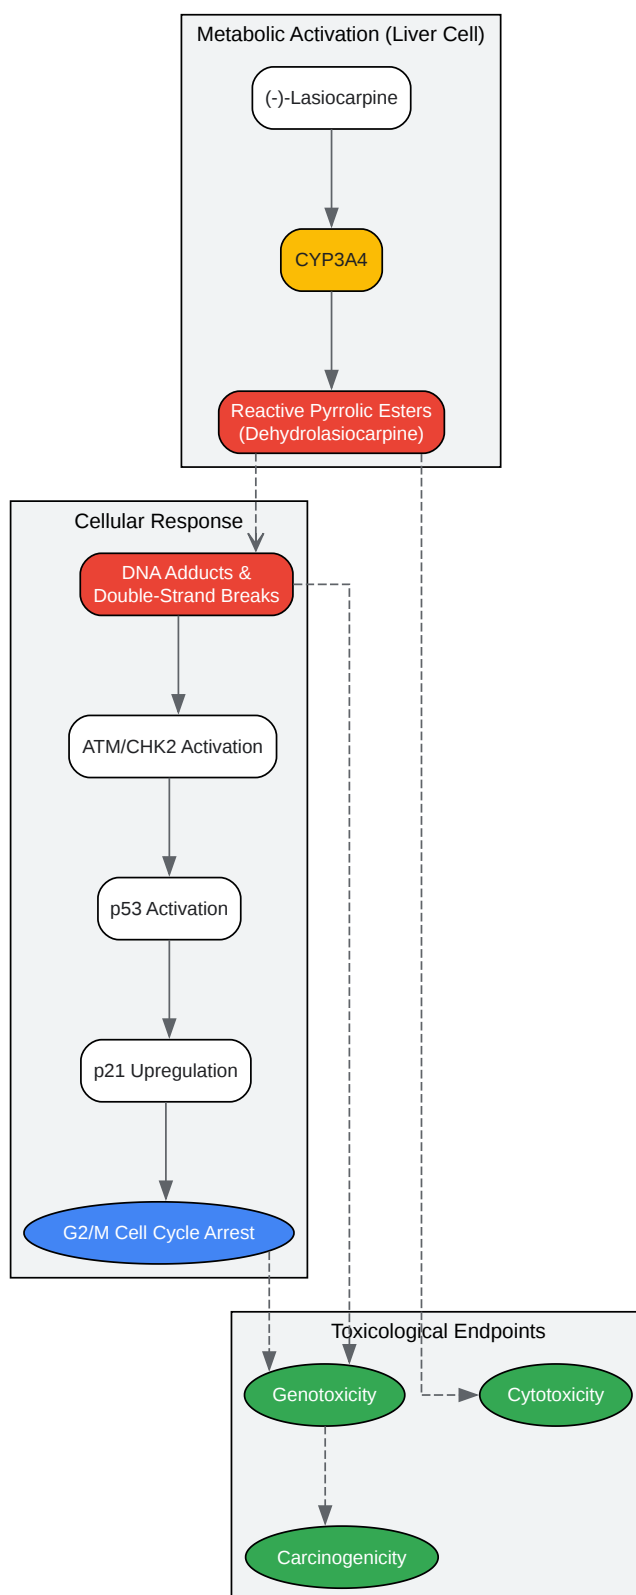 Metabolic Activation (Liver Cell)
(-)-Lasiocarpine
CYP3A4
Reactive Pyrrolic Esters
(Dehydrolasiocarpine)
Cellular Response
DNA Adducts &
Double-Strand Breaks
ATM/CHK2 Activation
p53 Activation
p21 Upregulation
G2/M Cell Cycle Arrest
Toxicological Endpoints
Genotoxicity
Cytotoxicity
Carcinogenicity